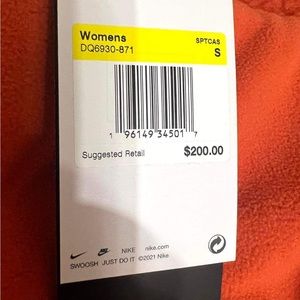 Womens SPTCAS
DQ6930-871 S
1 96149 34501 7
Suggested Retail $200.00
NIKE nike.com
SWOOSH JUST DO IT ©2021 Nike